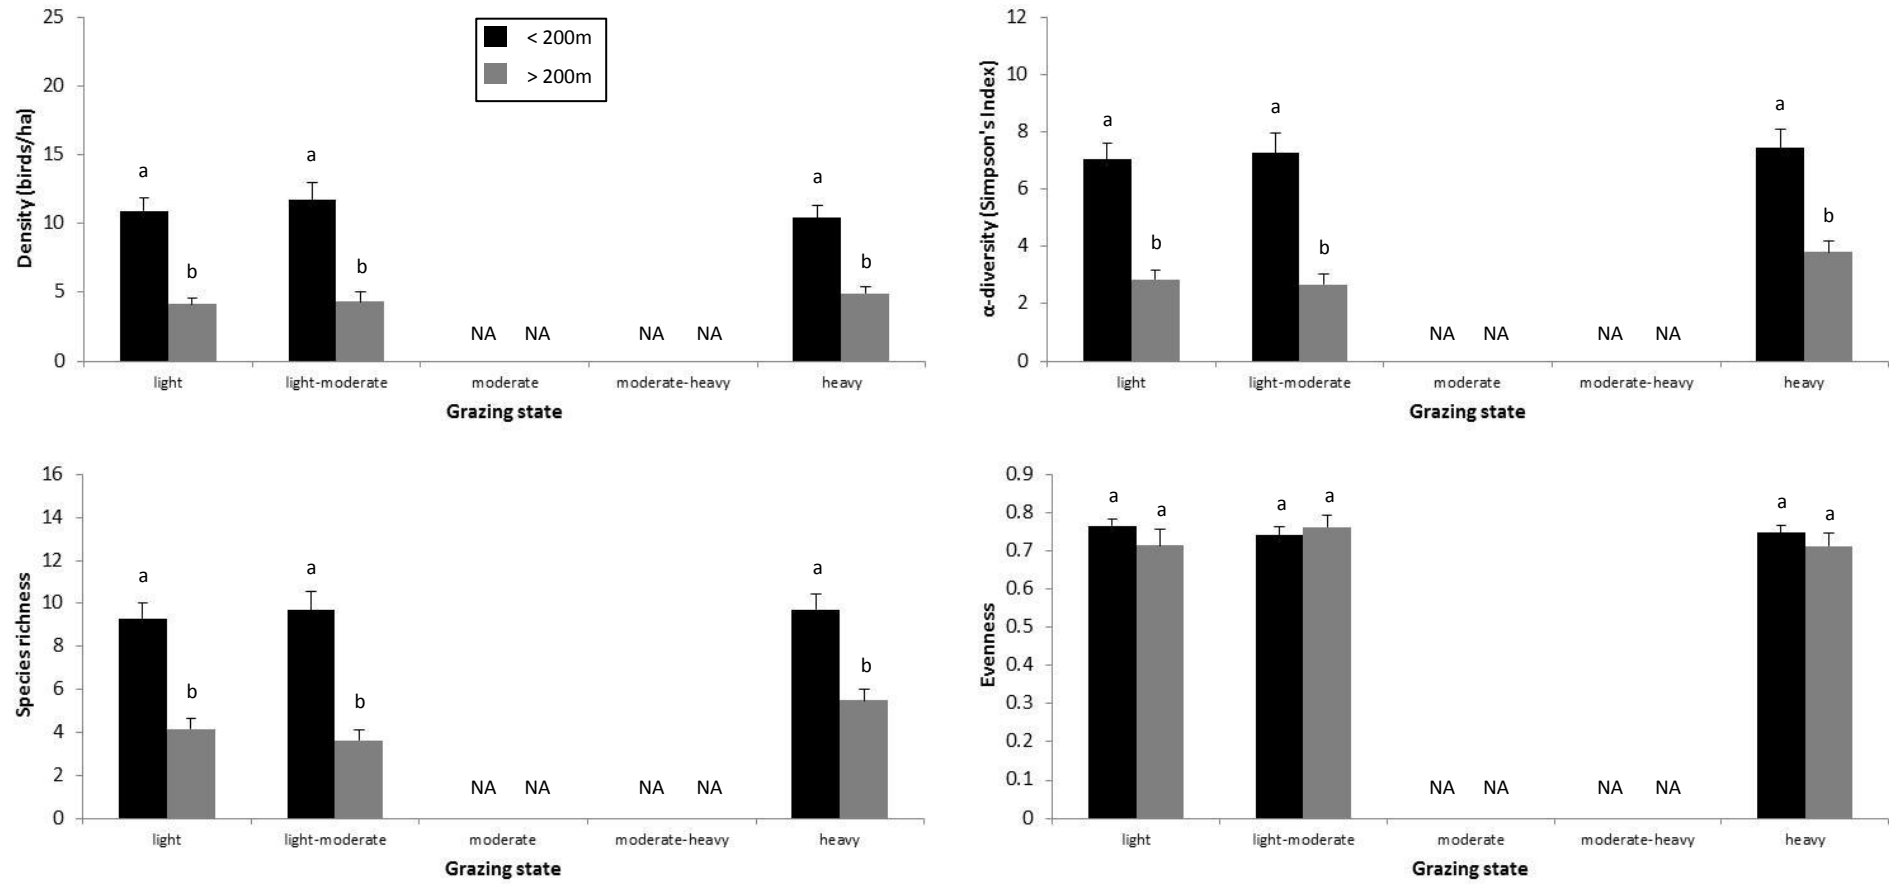 25
20
15
10
5
0
Density (birds/ha)
< 200m
> 200m
a
b
a
b
NA NA
NA NA
a
b
light light-moderate moderate moderate-heavy heavy
Grazing state
12
10
8
6
4
2
0
α-diversity (Simpson's Index)
a
b
a
b
NA NA
NA NA
a
b
light light-moderate moderate moderate-heavy heavy
Grazing state
16
14
12
10
8
6
4
2
0
Species richness
a
b
a
b
NA NA
NA NA
a
b
light light-moderate moderate moderate-heavy heavy
Grazing state
0.9
0.8
0.7
0.6
0.5
0.4
0.3
0.2
0.1
0
Evenness
a
a
a
a
NA NA
NA NA
a
a
light light-moderate moderate moderate-heavy heavy
Grazing state